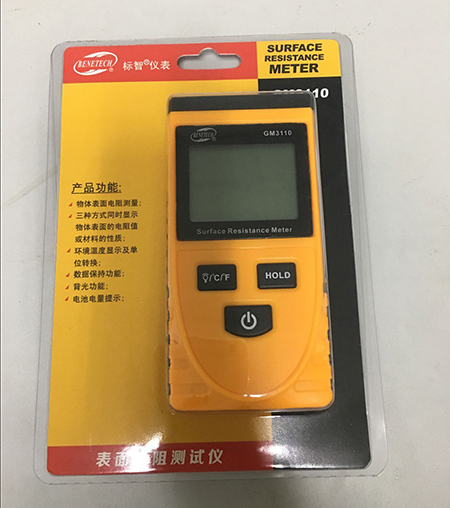 BENETECH®
标智®仪表
SURFACE
RESISTANCE
METER
GM3110
BENETECH
GM3110
Surface Resistance Meter
°C/°F
HOLD
产品功能:
物体表面电阻测量;
三种方式同时显示
物体表面的电阻值
或材料的性质;
环境温度显示及单
位转换;
数据保持功能;
背光功能;
电池电量提示;
表面 阻测试仪